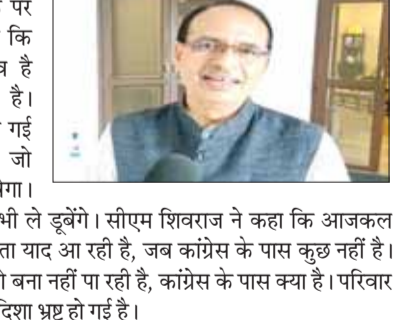 पर
कि
है
है।
गई
जो
भी ले डूबेंगे। सीएम शिवराज ने कहा कि आजकल
याद आ रही है, जब कांग्रेस के पास कुछ नहीं है।
बना नहीं पा रही है, कांग्रेस के पास क्या है। परिवार
दिशा भ्रष्ट हो गई है।